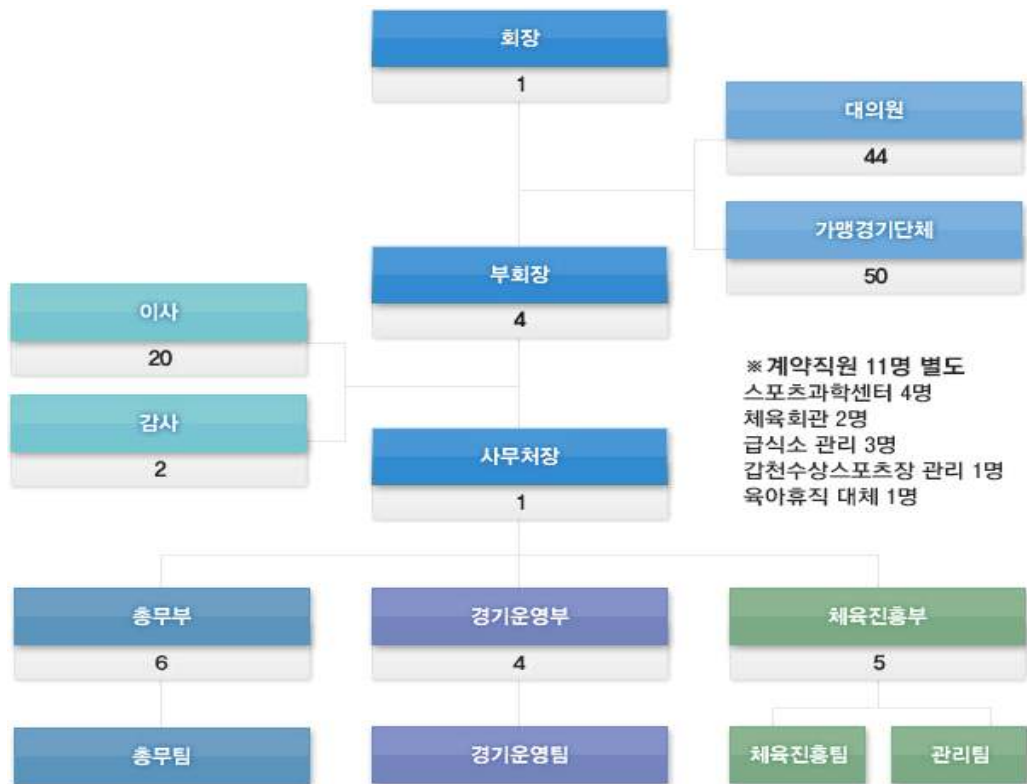 회장
1
대의원
44
가맹경기단체
50
부회장
4
이사
20
감사
2
※계약직원 11명 별도
스포츠과학센터 4명
체육회관 2명
급식소 관리 3명
갑천수상스포츠장 관리 1명
육아휴직 대체 1명
사무처장
1
총무부
6
경기운영부
4
체육진흥부
5
총무팀
경기운영팀
체육진흥팀
관리팀